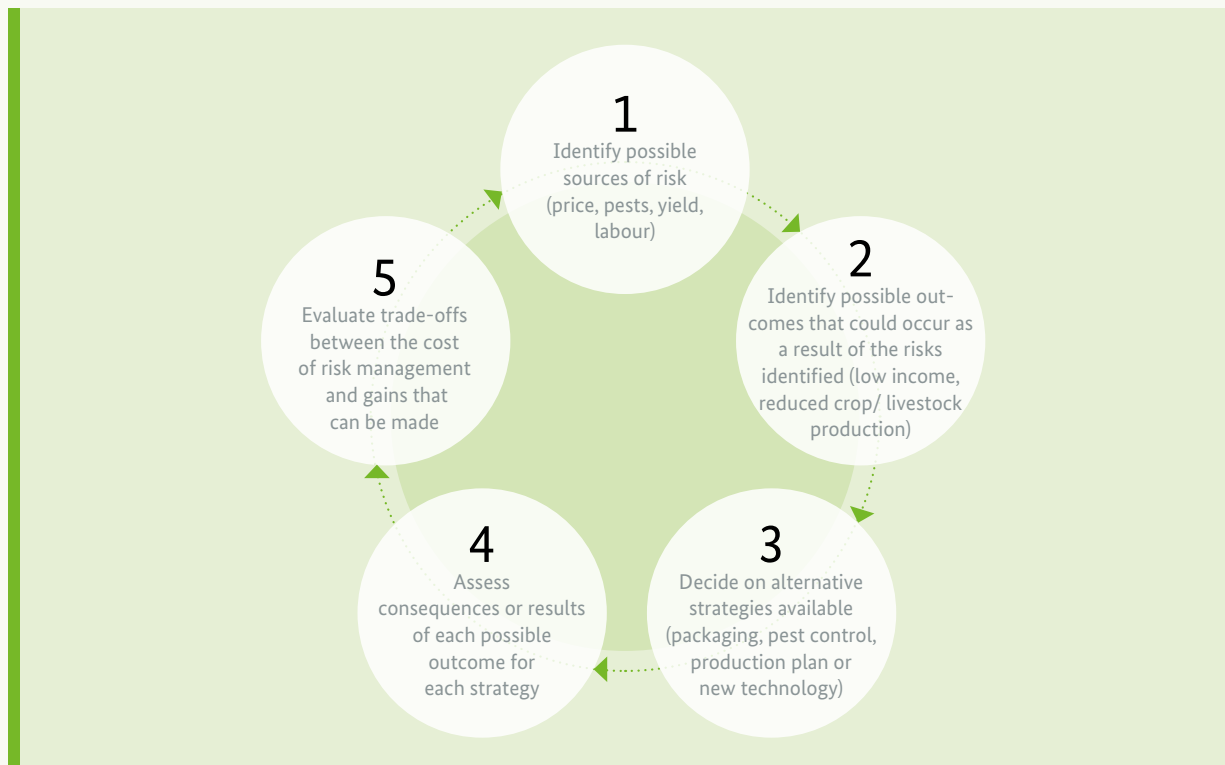 1
Identify possible
sources of risk
(price, pests, yield,
labour)
2
Identify possible out-
comes that could occur as
a result of the risks
identified (low income,
reduced crop/ livestock
production)
3
Decide on alternative
strategies available
(packaging, pest control,
production plan or
new technology)
4
Assess
consequences or results
of each possible
outcome for
each strategy
5
Evaluate trade-offs
between the cost
of risk management
and gains that
can be made